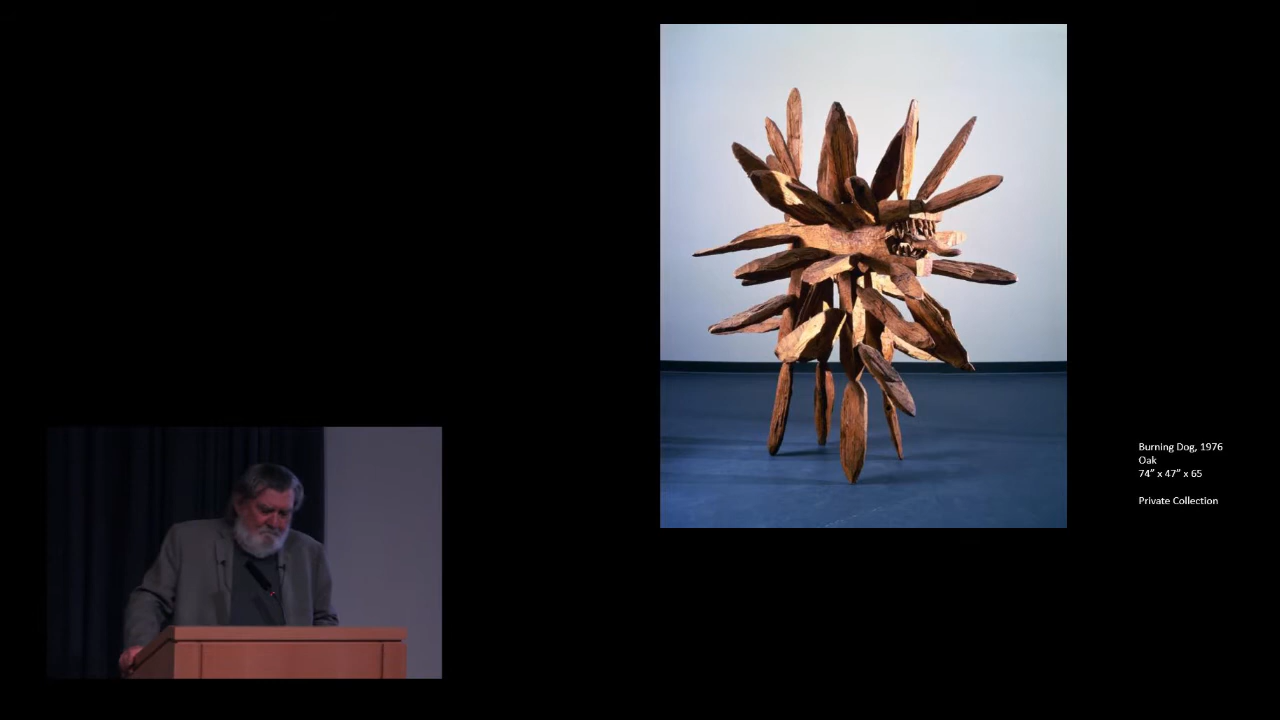 Burning Dog, 1976
Oak
74” x 47” x 65
Private Collection